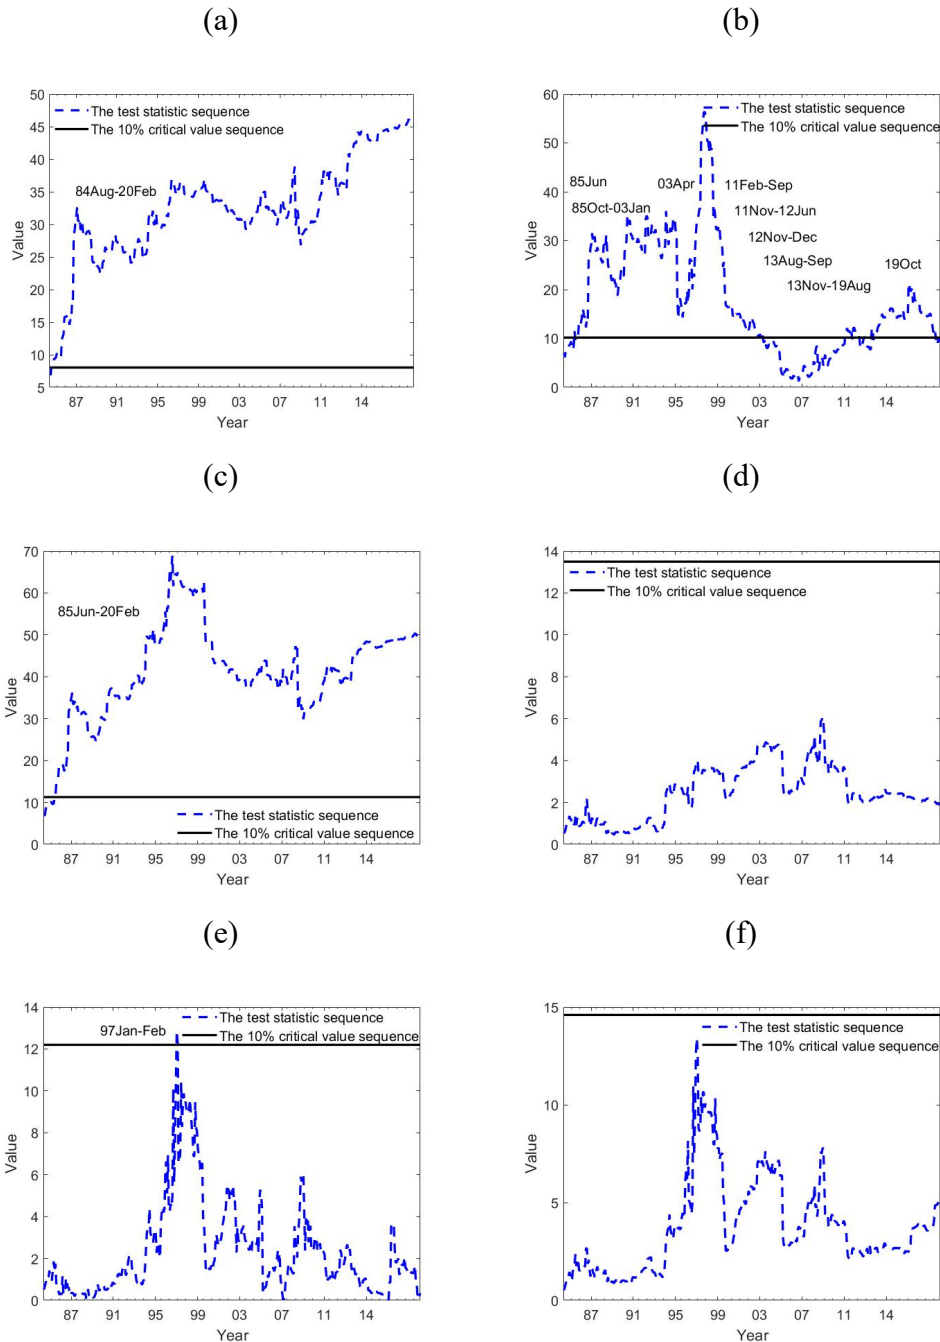 (a)
50
45
40
35
30
25
20
15
10
5
Value
The test statistic sequence
The 10% critical value sequence
84Aug-20Feb
87 91 95 99 03 07 11 14
Year
(b)
60
50
40
30
20
10
0
Value
The test statistic sequence
The 10% critical value sequence
85Jun
03Apr
11Feb-Sep
85Oct-03Jan
11Nov-12Jun
12Nov-Dec
13Aug-Sep
19Oct
13Nov-19Aug
87 91 95 99 03 07 11 14
Year
(c)
70
60
50
40
30
20
10
0
Value
85Jun-20Feb
The test statistic sequence
The 10% critical value sequence
87 91 95 99 03 07 11 14
Year
(d)
14
12
10
8
6
4
2
0
Value
The test statistic sequence
The 10% critical value sequence
87 91 95 99 03 07 11 14
Year
(e)
14
12
10
8
6
4
2
0
Value
The test statistic sequence
97Jan-Feb
The 10% critical value sequence
87 91 95 99 03 07 11 14
Year
(f)
15
10
5
0
Value
The test statistic sequence
The 10% critical value sequence
87 91 95 99 03 07 11 14
Year